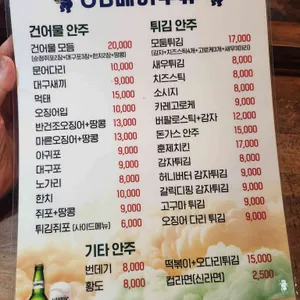 건어물 안주
건어물 모듬 20,000
문어다리 10,000
대구새끼 9,000
먹태 15,000
오징어입 10,000
반건조오징어+땅콩 13,000
마른오징어+땅콩 13,000
아귀포 9,000
대구포 9,000
노가리 8,000
한치 10,000
쥐포+땅콩 9,000
튀김쥐포 (사이드메뉴) 6,000
기타 안주
번데기 8,000
황도 8,000
튀김 안주
모둠튀김 17,000
새우튀김 8,000
치즈스틱 8,000
소시지 8,000
카레고로케 9,000
버팔로스틱+감자 12,000
돈가스 안주 15,000
훈제치킨 17,000
감자튀김 8,000
허니버터 감자튀김 9,000
갈릭디핑 감자튀김 9,000
고구마 튀김 9,000
오징어 다리 튀김 9,000
떡볶이+오다리튀김 15,000
컵라면(신라면) 2,500